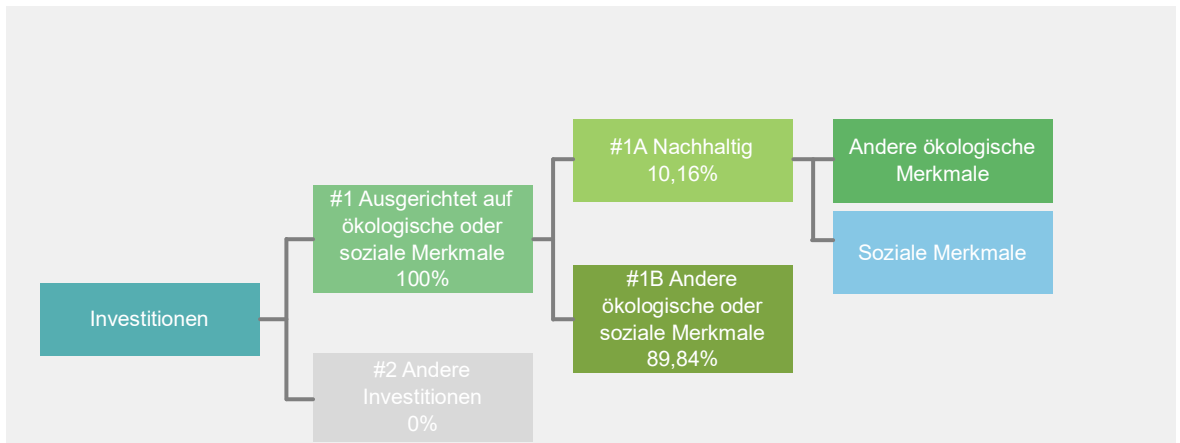 Investitionen
#1 Ausgerichtet auf
ökologische oder
soziale Merkmale
100%
#2 Andere
Investitionen
0%
#1A Nachhaltig
10,16%
#1B Andere
ökologische oder
soziale Merkmale
89,84%
Andere ökologische
Merkmale
Soziale Merkmale